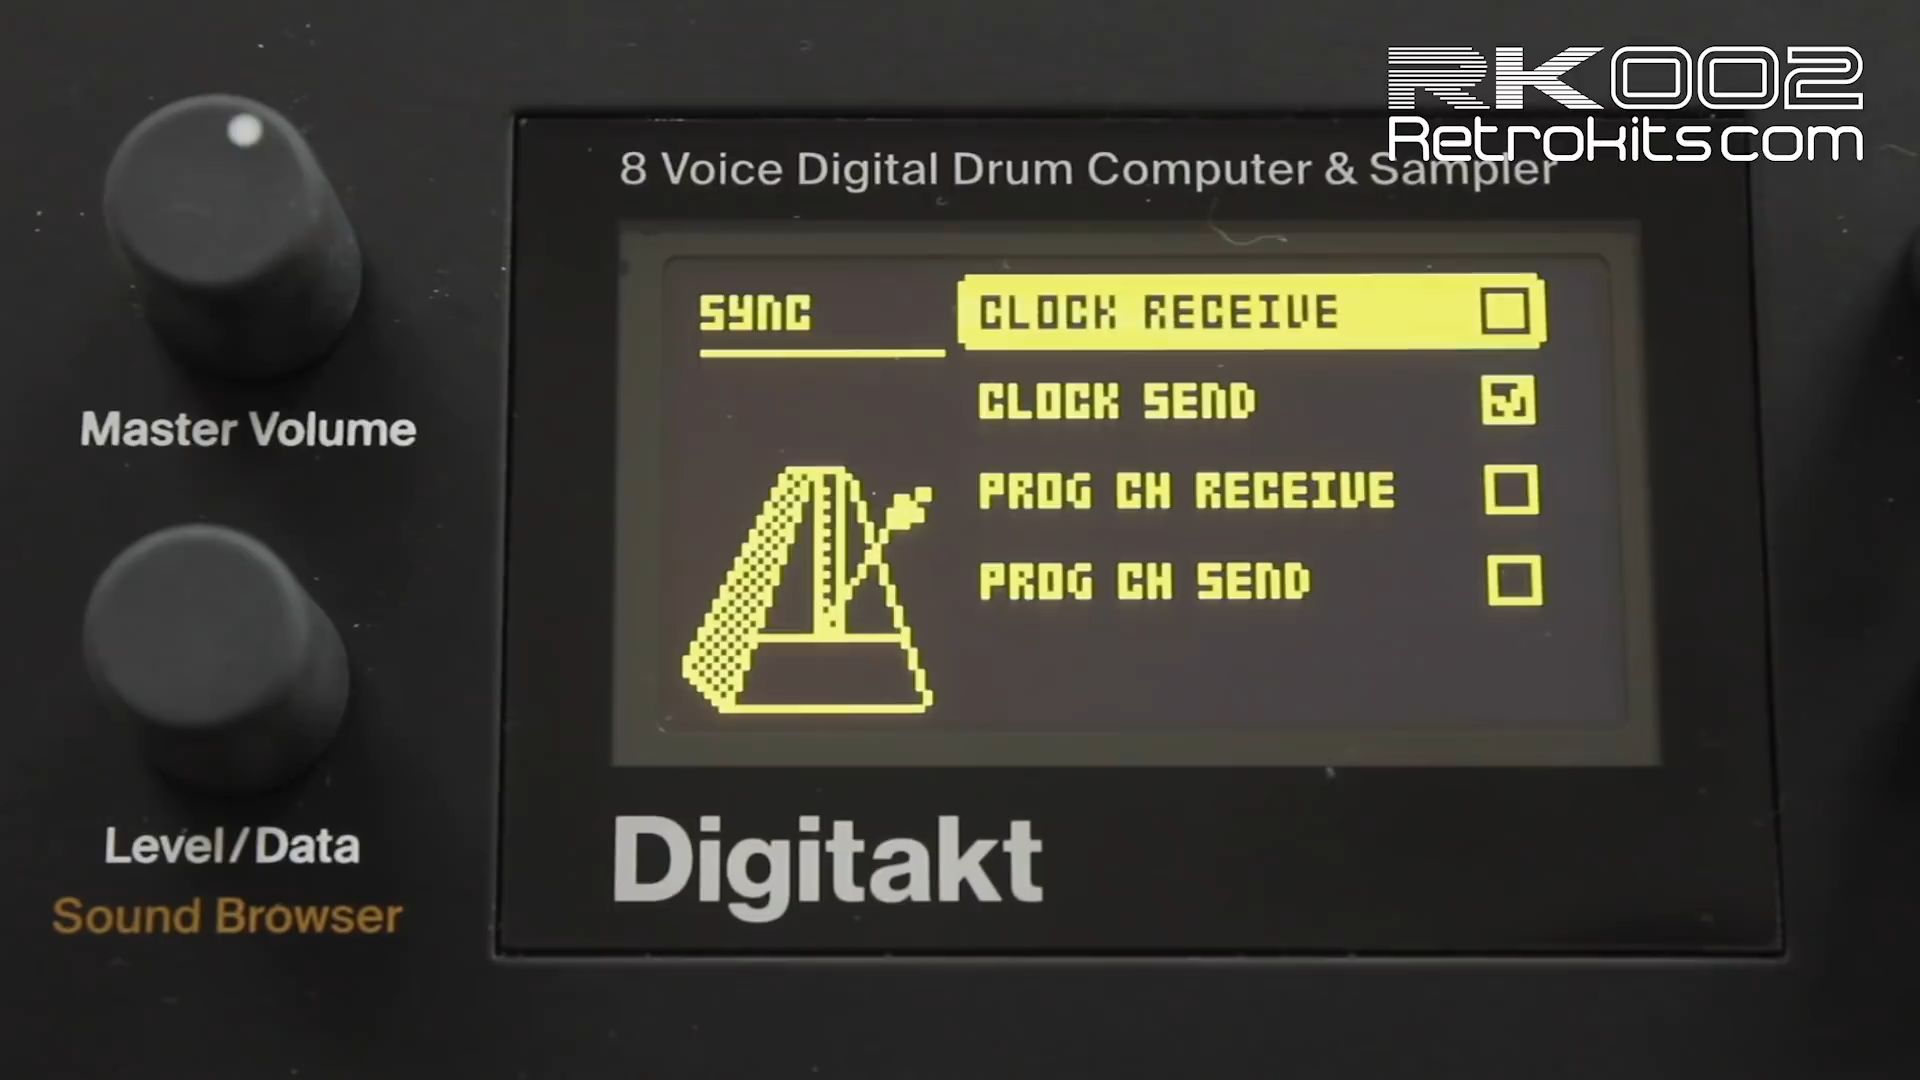 RK002
Retrokits.com
8 Voice Digital Drum Computer & Sampler
SYNC
CLOCK RECEIVE
CLOCK SEND
PROG CH RECEIVE
PROG CH SEND
Master Volume
Level/Data
Sound Browser
Digitakt